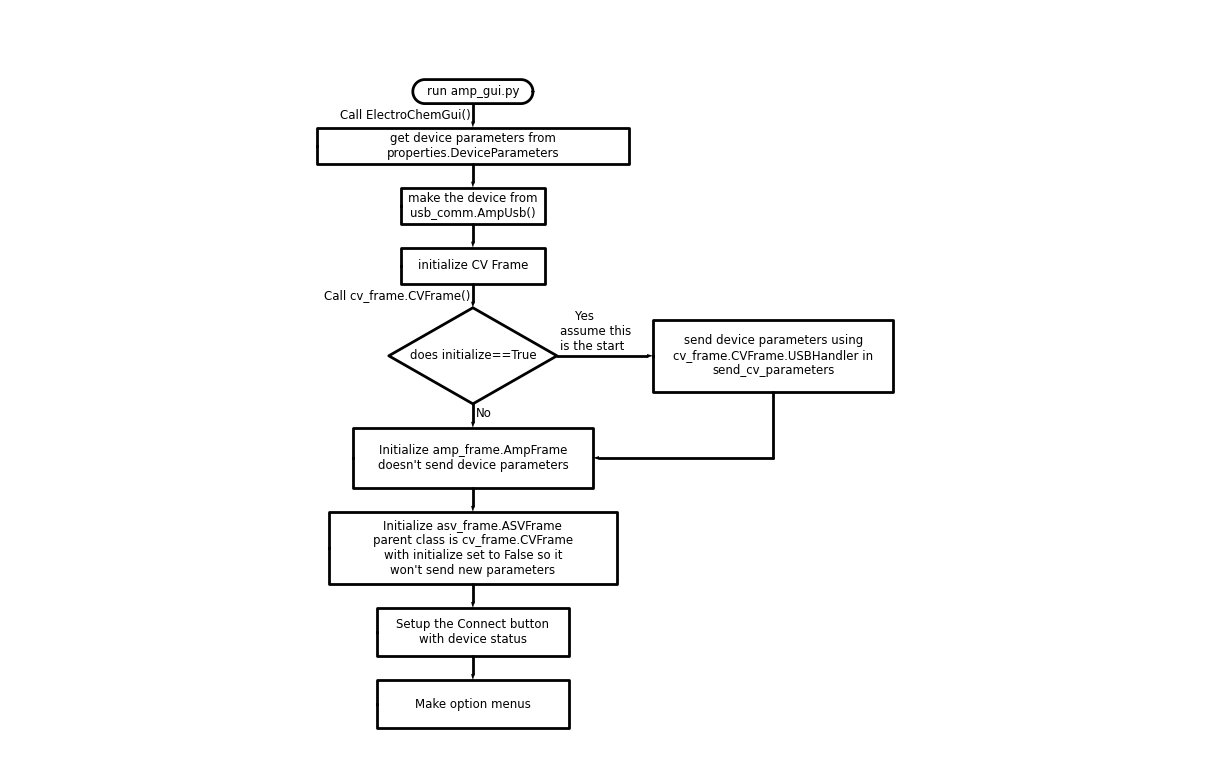 run amp_gui.py
Call ElectroChemGui()
get device parameters from
properties.DeviceParameters
make the device from
usb_comm.AmpUsb()
initialize CV Frame
Call cv_frame.CVFrame()
does initialize==True
Yes
assume this
is the start
send device parameters using
cv_frame.CVFrame.USBHandler in
send_cv_parameters
No
Initialize amp_frame.AmpFrame
doesn't send device parameters
Initialize asv_frame.ASVFrame
parent class is cv_frame.CVFrame
with initialize set to False so it
won't send new parameters
Setup the Connect button
with device status
Make option menus